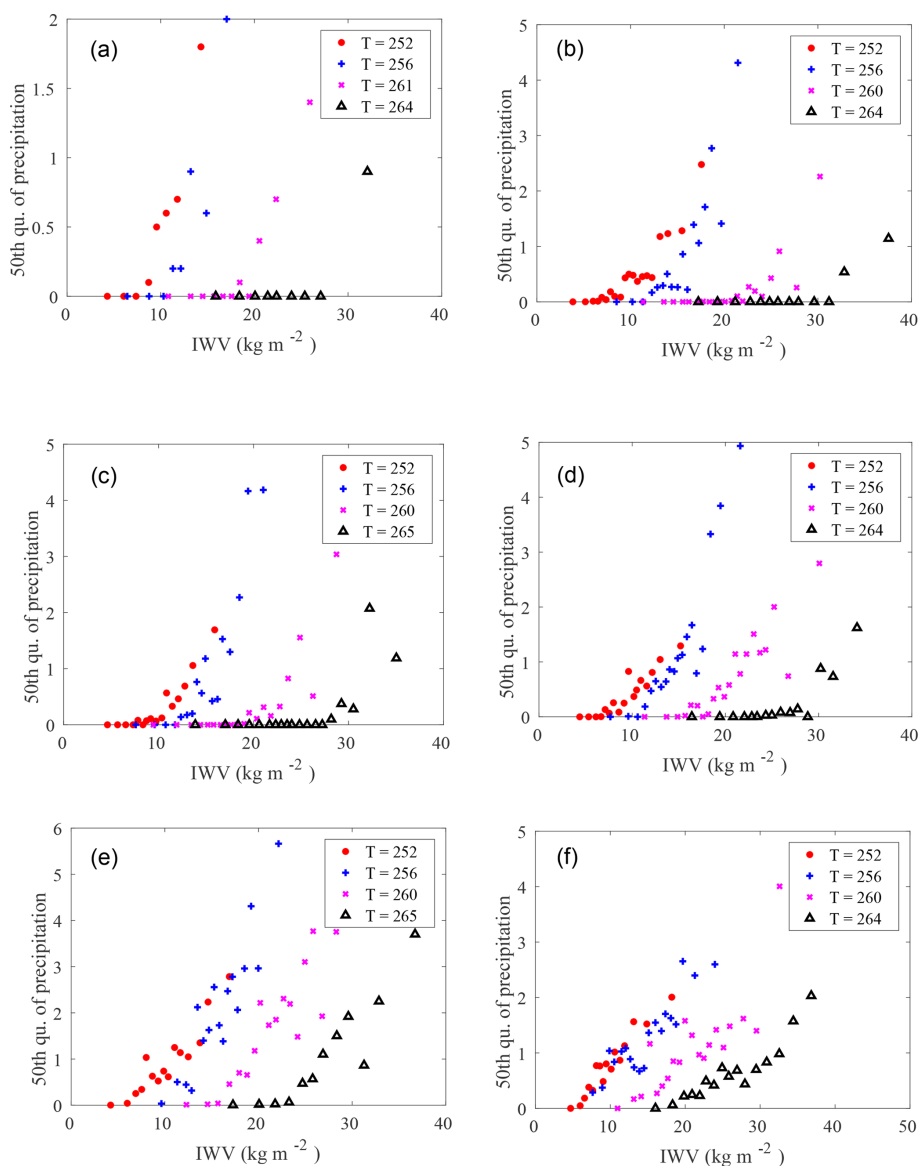 (a)
50th qu. of precipitation
2
1.5
1
0.5
0
0 10 20 30 40
IWV (kg m -2 )
T = 252
T = 256
T = 261
T = 264
(b)
50th qu. of precipitation
5
4
3
2
1
0
0 10 20 30 40
IWV (kg m -2 )
T = 252
T = 256
T = 260
T = 264
(c)
50th qu. of precipitation
5
4
3
2
1
0
0 10 20 30 40
IWV (kg m -2 )
T = 252
T = 256
T = 260
T = 265
(d)
50th qu. of precipitation
5
4
3
2
1
0
0 10 20 30 40
IWV (kg m -2 )
T = 252
T = 256
T = 260
T = 264
(e)
50th qu. of precipitation
6
5
4
3
2
1
0
0 10 20 30 40
IWV (kg m -2 )
T = 252
T = 256
T = 260
T = 265
(f)
50th qu. of precipitation
5
4
3
2
1
0
0 10 20 30 40 50
IWV (kg m -2 )
T = 252
T = 256
T = 260
T = 264